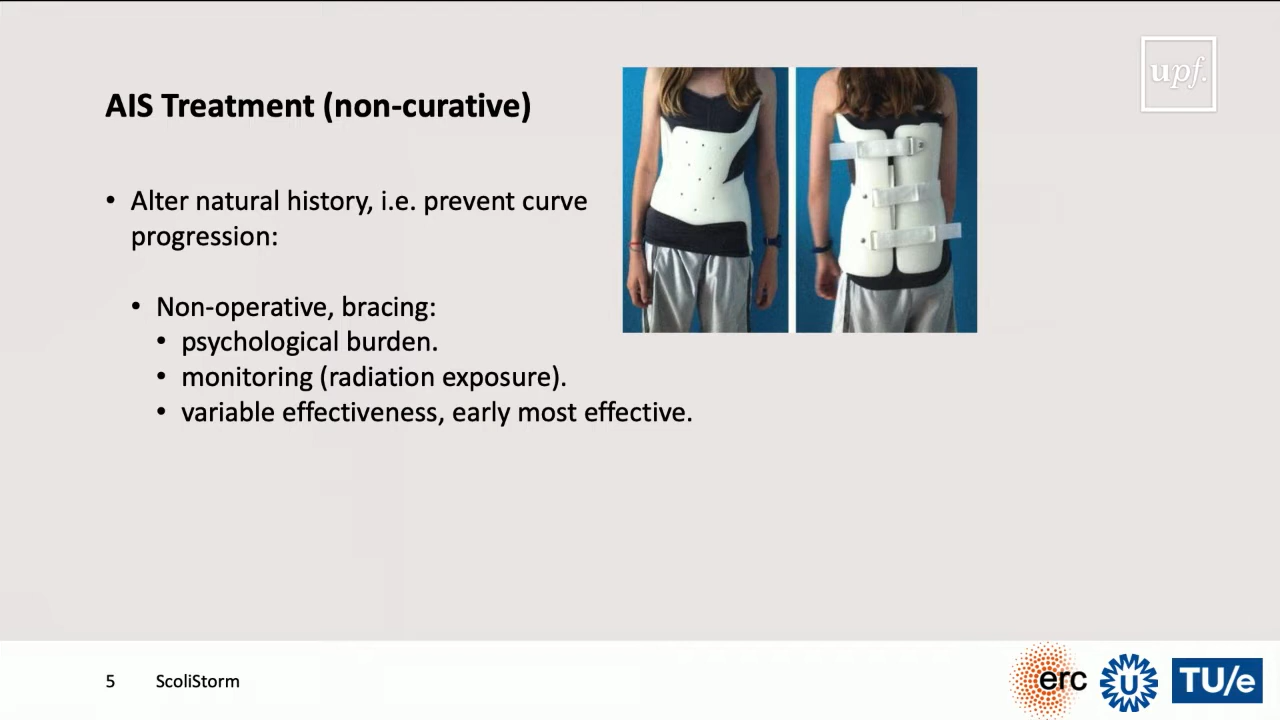 upf.
AIS Treatment (non-curative)
• Alter natural history, i.e. prevent curve
progression:
• Non-operative, bracing:
• psychological burden.
• monitoring (radiation exposure).
• variable effectiveness, early most effective.
5 ScoliStorm
erc U TU/e